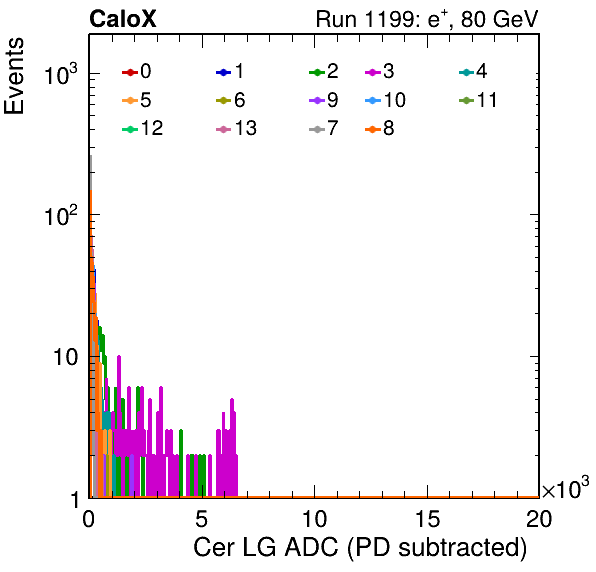 CaloX Run 1199: e⁺, 80 GeV
Events
0 1 2 3 4
5 6 9 10 11
12 13 7 8
10³
10²
10
1
0 5 10 15 20
×10³
Cer LG ADC (PD subtracted)